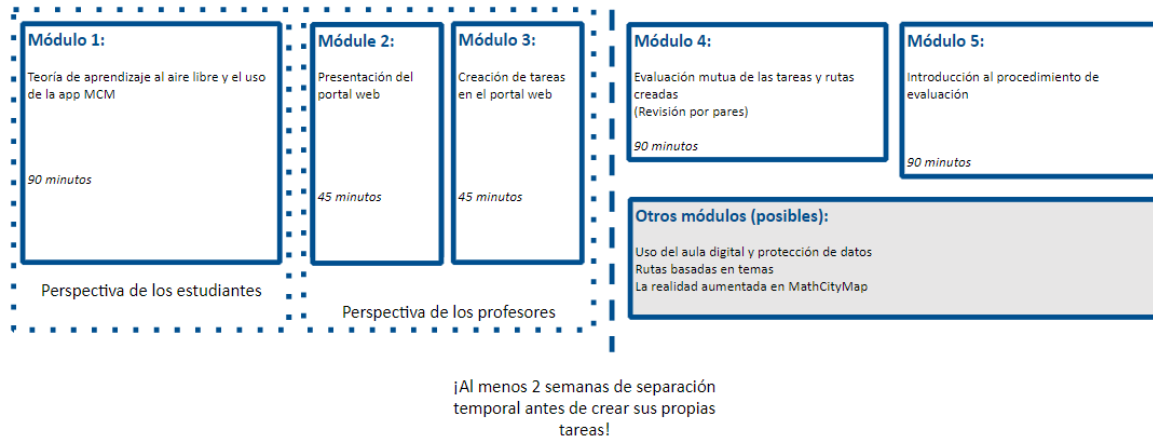 Módulo 1:
Teoría de aprendizaje al aire libre y el uso
de la app MCM
90 minutos
Perspectiva de los estudiantes
Módule 2:
Presentación del
portal web
45 minutos
Módulo 3:
Creación de tareas
en el portal web
45 minutos
Perspectiva de los profesores
Módulo 4:
Evaluación mutua de las tareas y rutas
creadas
(Revisión por pares)
90 minutos
Módulo 5:
Introducción al procedimiento de
evaluación
90 minutos
Otros módulos (posibles):
Uso del aula digital y protección de datos
Rutas basadas en temas
La realidad aumentada en MathCityMap
¡Al menos 2 semanas de separación
temporal antes de crear sus propias
tareas!